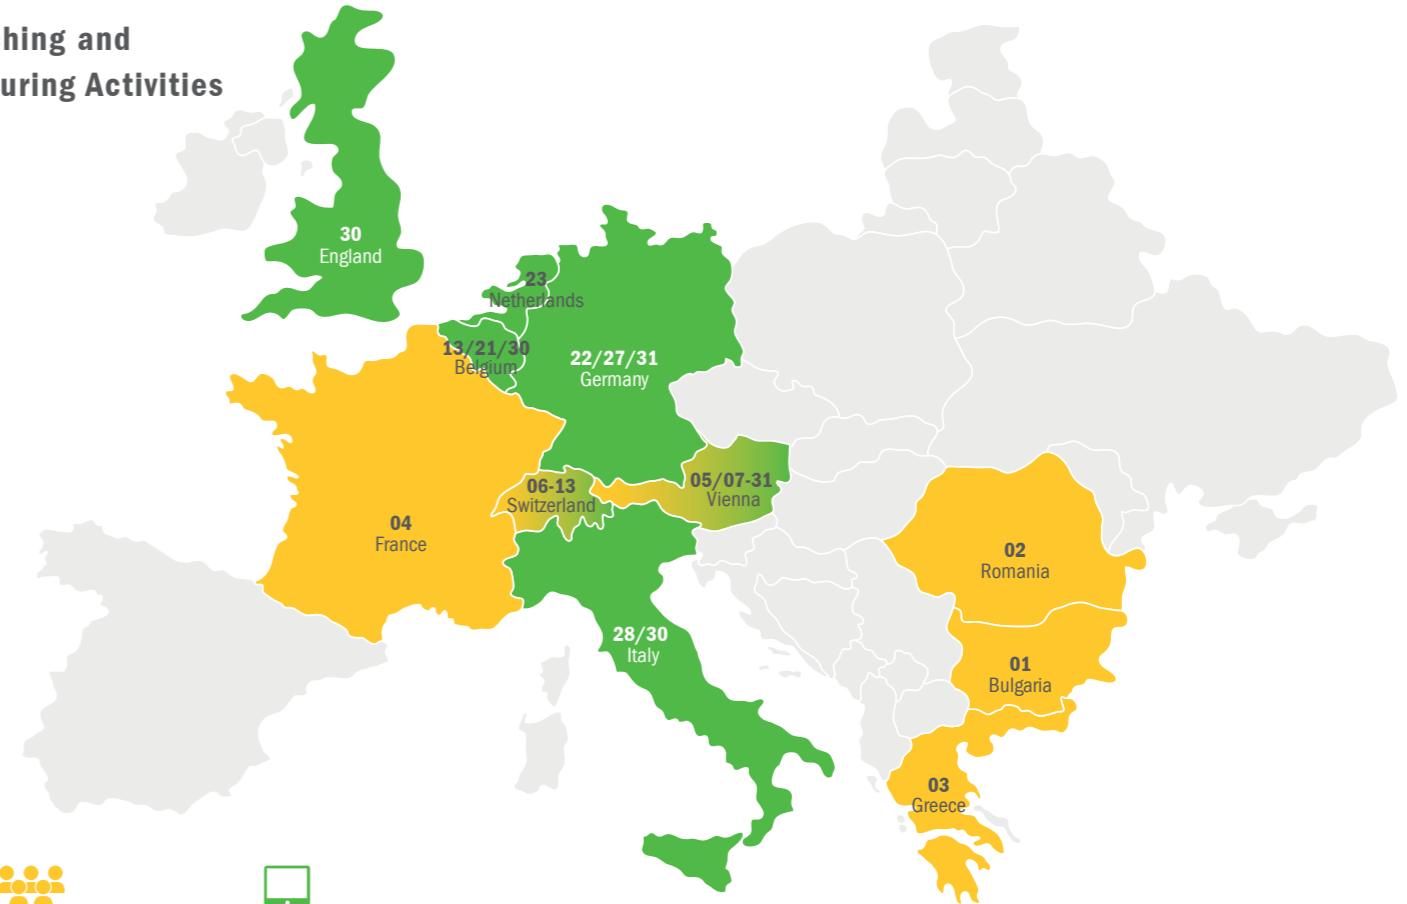 hing and
uring Activities
30
England
23
Netherlands
13/21/30
Belgium
22/27/31
Germany
06-13
Switzerland
05/07-31
Vienna
04
France
02
Romania
28/30
Italy
01
Bulgaria
03
Greece